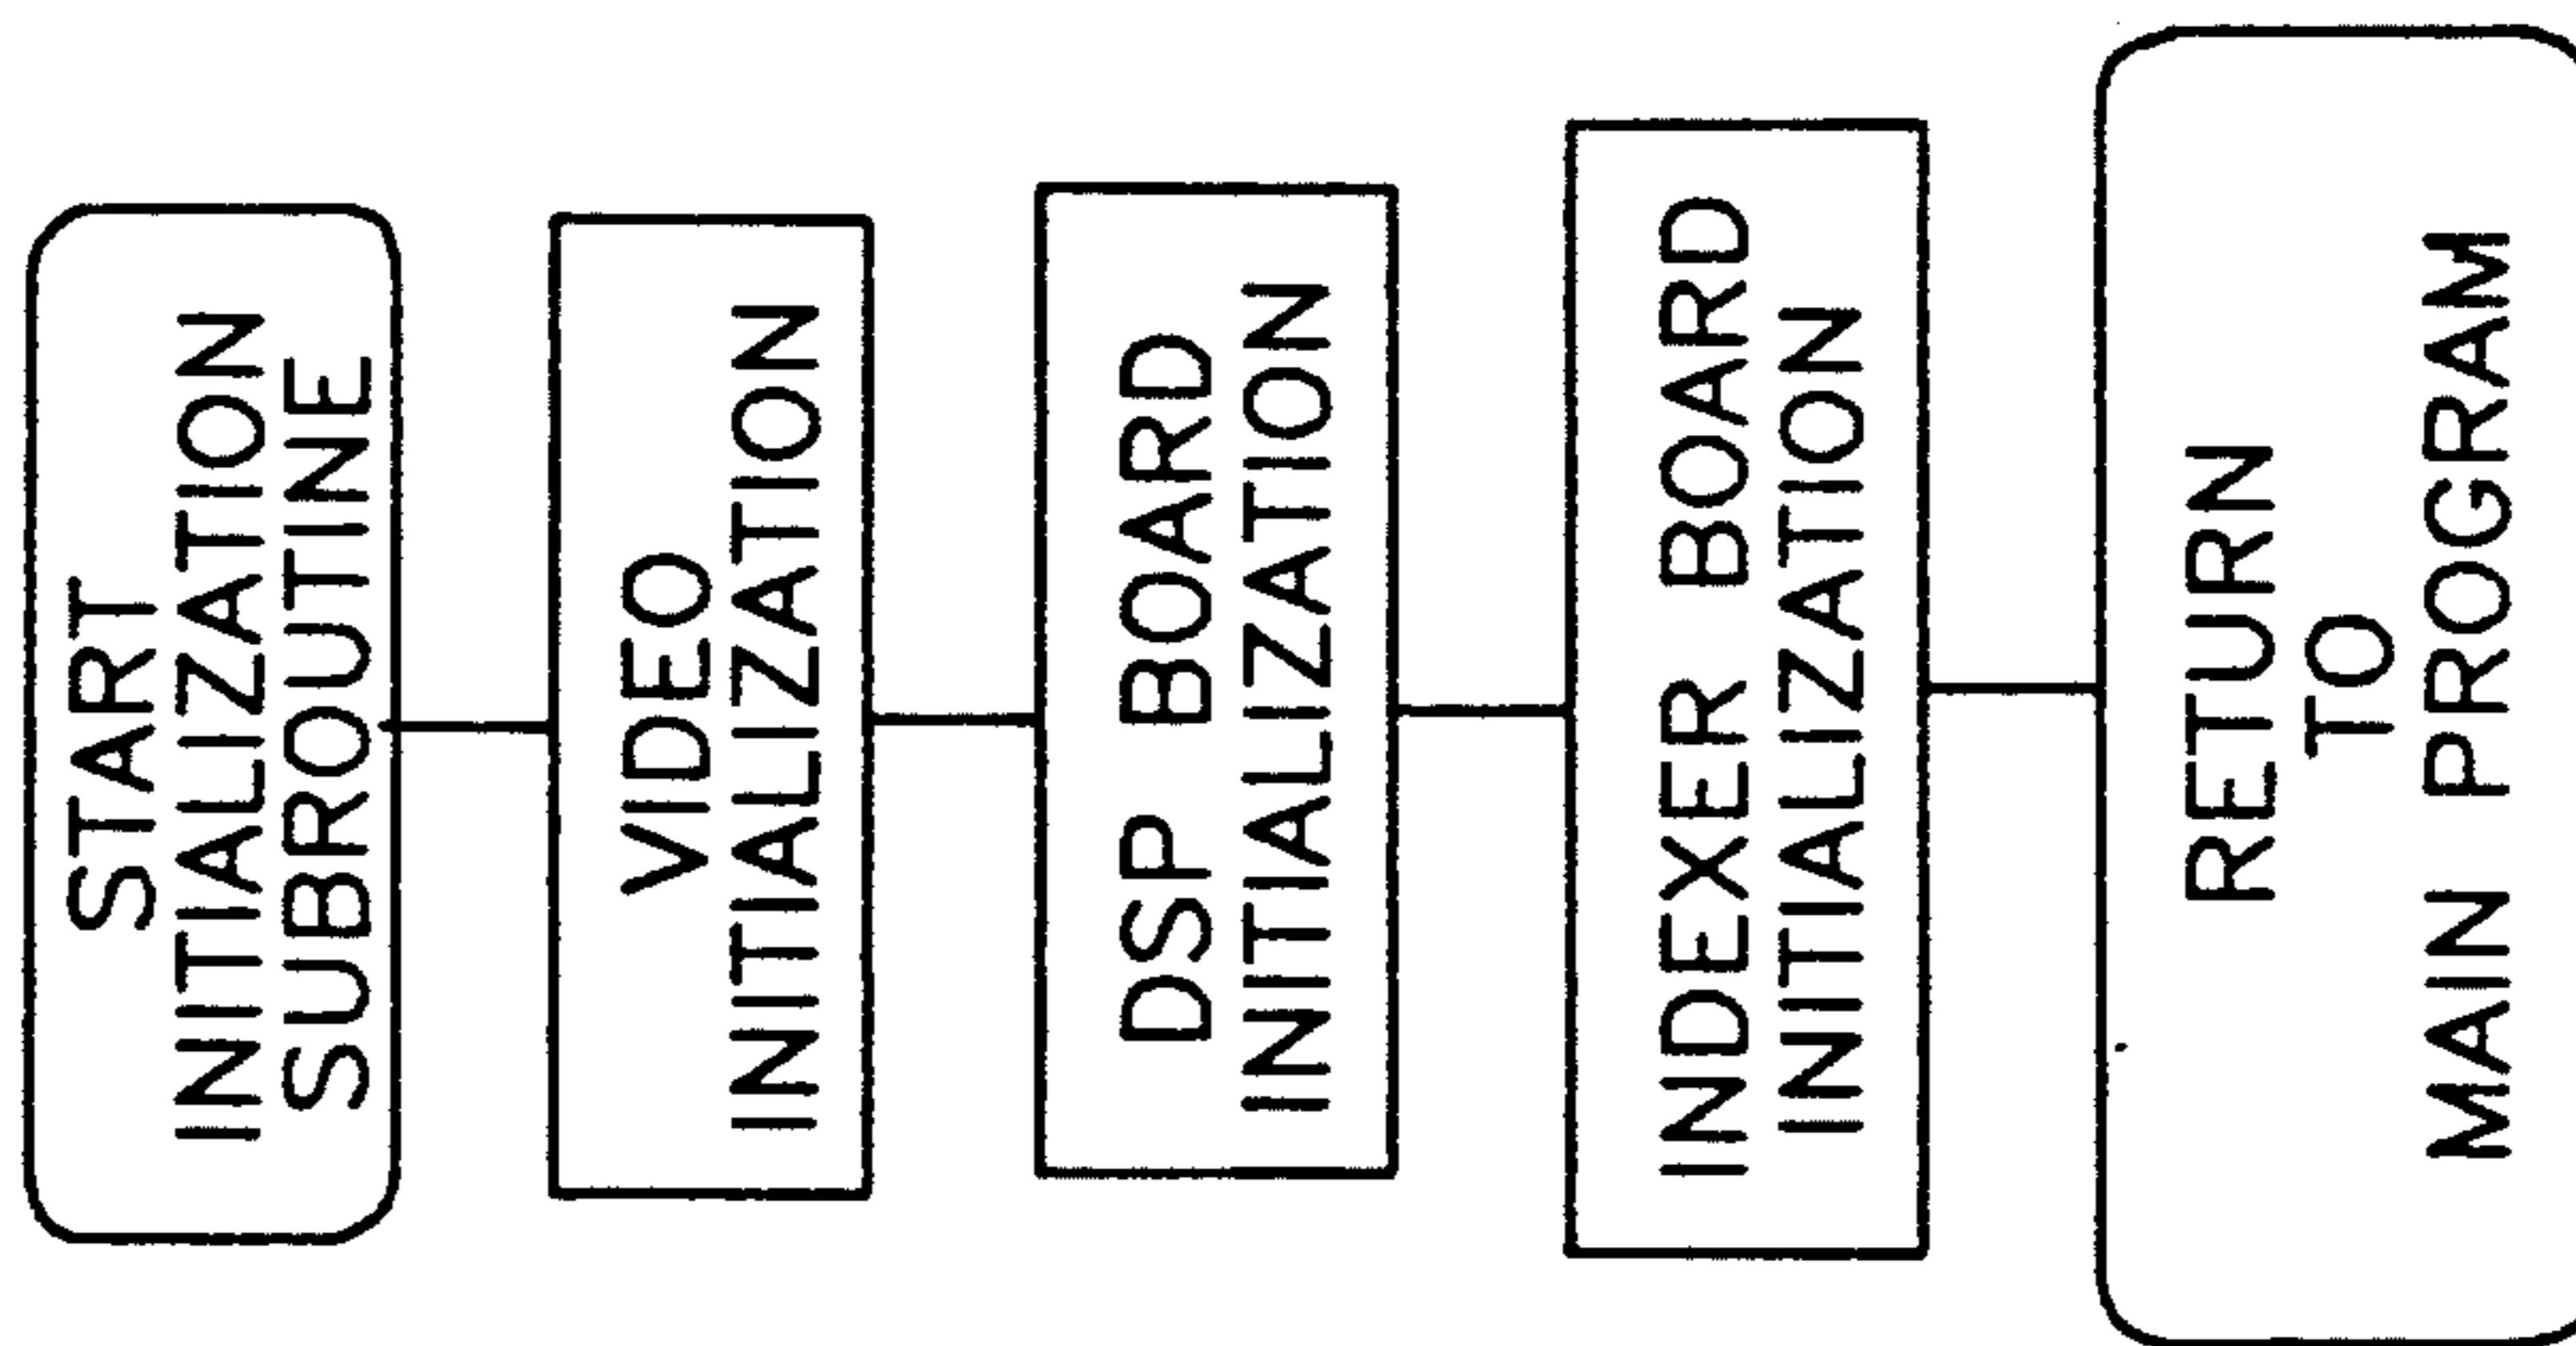 START
INITIALIZATION
SUBROUTINE
VIDEO
INITIALIZATION
DSP BOARD
INITIALIZATION
INDEXER BOARD
INITIALIZATION
RETURN
TO
MAIN PROGRAM